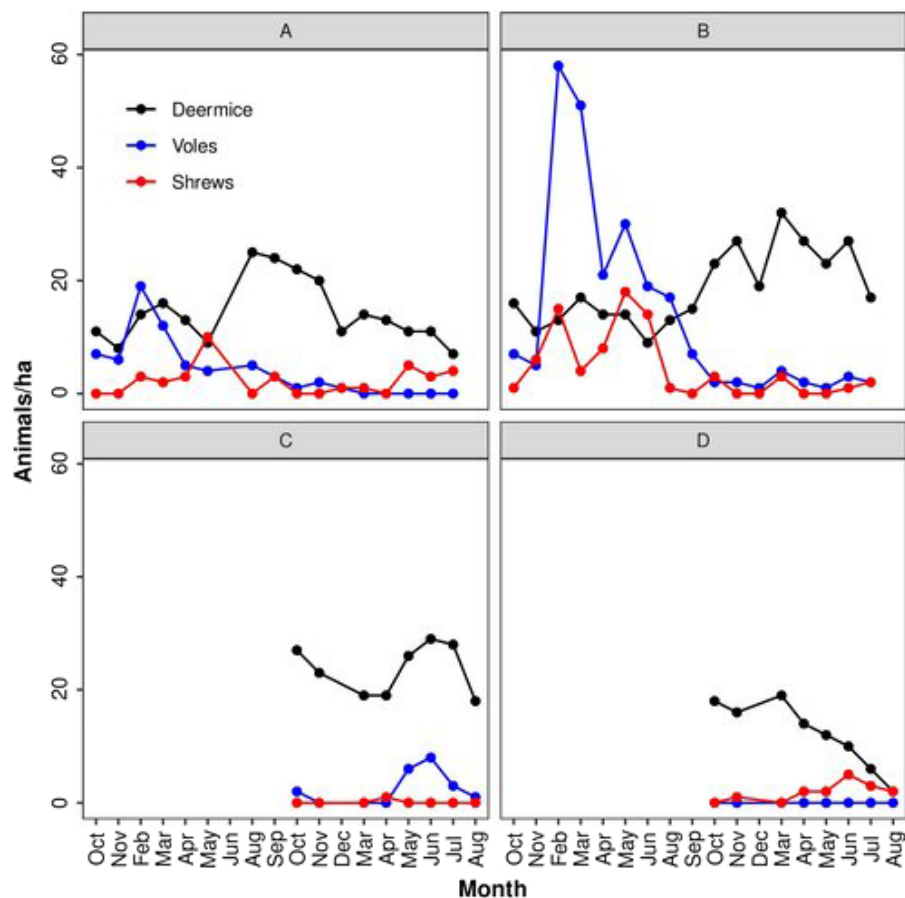 A
B
60
40
20
0
Deermice
Voles
Shrews
Animals/ha
C
D
60
40
20
0
Oct Nov Feb Mar Apr May Jun Aug Sep Oct Nov Dec Mar Apr May Jun Jul Aug
Oct Nov Feb Mar Apr May Jun Aug Sep Oct Nov Dec Mar Apr May Jun Jul Aug
Month